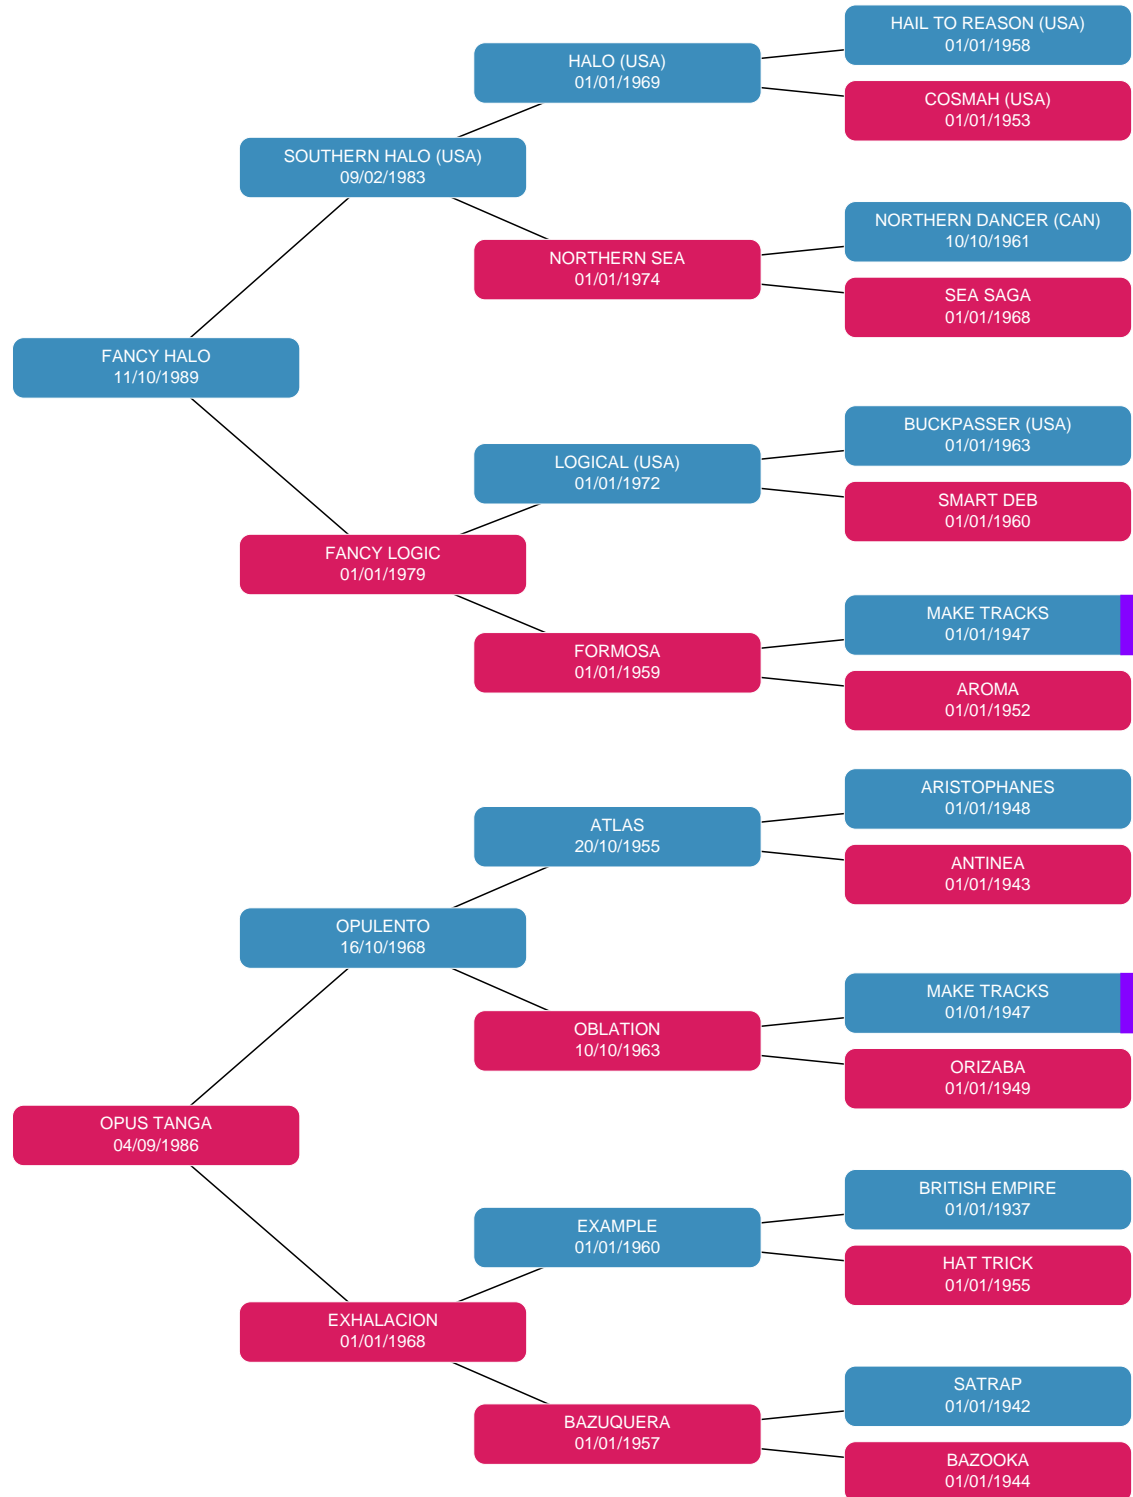 HAIL TO REASON (USA)
01/01/1958
HALO (USA)
01/01/1969
COSMAH (USA)
01/01/1953
SOUTHERN HALO (USA)
09/02/1983
NORTHERN DANCER (CAN)
10/10/1961
NORTHERN SEA
01/01/1974
SEA SAGA
01/01/1968
FANCY HALO
11/10/1989
BUCKPASSER (USA)
01/01/1963
LOGICAL (USA)
01/01/1972
SMART DEB
01/01/1960
FANCY LOGIC
01/01/1979
MAKE TRACKS
01/01/1947
FORMOSA
01/01/1959
AROMA
01/01/1952
ARISTOPHANES
01/01/1948
ATLAS
20/10/1955
ANTINEA
01/01/1943
OPULENTO
16/10/1968
MAKE TRACKS
01/01/1947
OBLATION
10/10/1963
ORIZABA
01/01/1949
OPUS TANGA
04/09/1986
BRITISH EMPIRE
01/01/1937
EXAMPLE
01/01/1960
HAT TRICK
01/01/1955
EXHALACION
01/01/1968
SATRAP
01/01/1942
BAZUQUERA
01/01/1957
BAZOOKA
01/01/1944